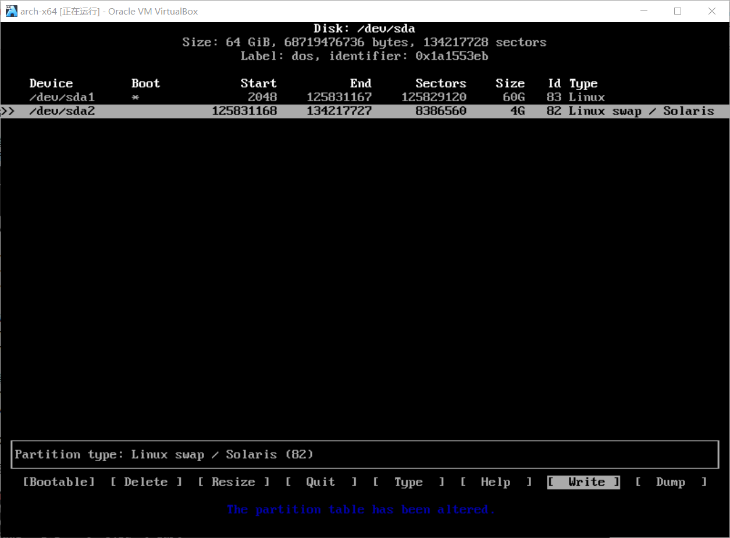 arch-x64 [正在运行] - Oracle VM VirtualBox
Disk: /dev/sda
Size: 64 GiB, 68719476736 bytes, 134217728 sectors
Label: dos, identifier: 0x1a1553eb
Device Boot Start End Sectors Size Id Type
/dev/sda1 * 2048 125831167 125829120 60G 83 Linux
>> /dev/sda2 125831168 134217727 8386560 4G 82 Linux swap / Solaris
Partition type: Linux swap / Solaris (82)
[Bootable] [ Delete ] [ Resize ] [ Quit ] [ Type ] [ Help ] [ Write ] [ Dump ]
The partition table has been altered.